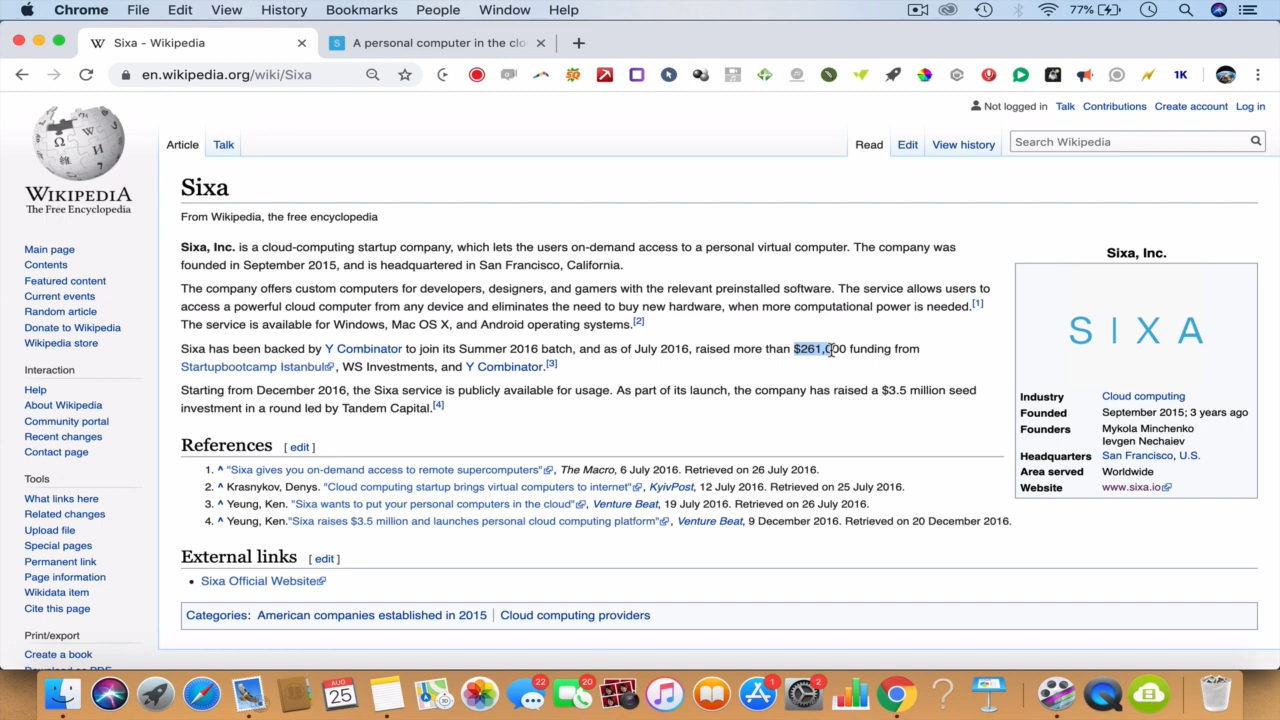 Chrome File Edit View History Bookmarks People Window Help 77%
Sixa - Wikipedia A personal computer in the clo
en.wikipedia.org/wiki/Sixa 1K
Not logged in Talk Contributions Create account Log in
Article Talk Read Edit View history Search Wikipedia
WIKIPEDIA
The Free Encyclopedia
Main page
Contents
Featured content
Current events
Random article
Donate to Wikipedia
Wikipedia store
Interaction
Help
About Wikipedia
Community portal
Recent changes
Contact page
Tools
What links here
Related changes
Upload file
Special pages
Permanent link
Page information
Wikidata item
Cite this page
Print/export
Create a book
Sixa
From Wikipedia, the free encyclopedia
Sixa, Inc. is a cloud-computing startup company, which lets the users on-demand access to a personal virtual computer. The company was
founded in September 2015, and is headquartered in San Francisco, California.
The company offers custom computers for developers, designers, and gamers with the relevant preinstalled software. The service allows users to
access a powerful cloud computer from any device and eliminates the need to buy new hardware, when more computational power is needed.[1]
The service is available for Windows, Mac OS X, and Android operating systems.[2]
Sixa has been backed by Y Combinator to join its Summer 2016 batch, and as of July 2016, raised more than $261,000 funding from
Startupbootcamp Istanbul, WS Investments, and Y Combinator.[3]
Starting from December 2016, the Sixa service is publicly available for usage. As part of its launch, the company has raised a $3.5 million seed
investment in a round led by Tandem Capital.[4]
Sixa, Inc.
SIXA
Industry Cloud computing
Founded September 2015; 3 years ago
Founders Mykola Minchenko
Ievgen Nechaiev
Headquarters San Francisco, U.S.
Area served Worldwide
Website www.sixa.io
References [ edit ]
1. ^ "Sixa gives you on-demand access to remote supercomputers", The Macro, 6 July 2016. Retrieved on 26 July 2016.
2. ^ Krasnykov, Denys. "Cloud computing startup brings virtual computers to internet", KyivPost, 12 July 2016. Retrieved on 25 July 2016.
3. ^ Yeung, Ken. "Sixa wants to put your personal computers in the cloud", Venture Beat, 19 July 2016. Retrieved on 26 July 2016.
4. ^ Yeung, Ken."Sixa raises $3.5 million and launches personal cloud computing platform", Venture Beat, 9 December 2016. Retrieved on 20 December 2016.
External links [ edit ]
• Sixa Official Website
Categories: American companies established in 2015 | Cloud computing providers
AUG
25
22
20
1
2